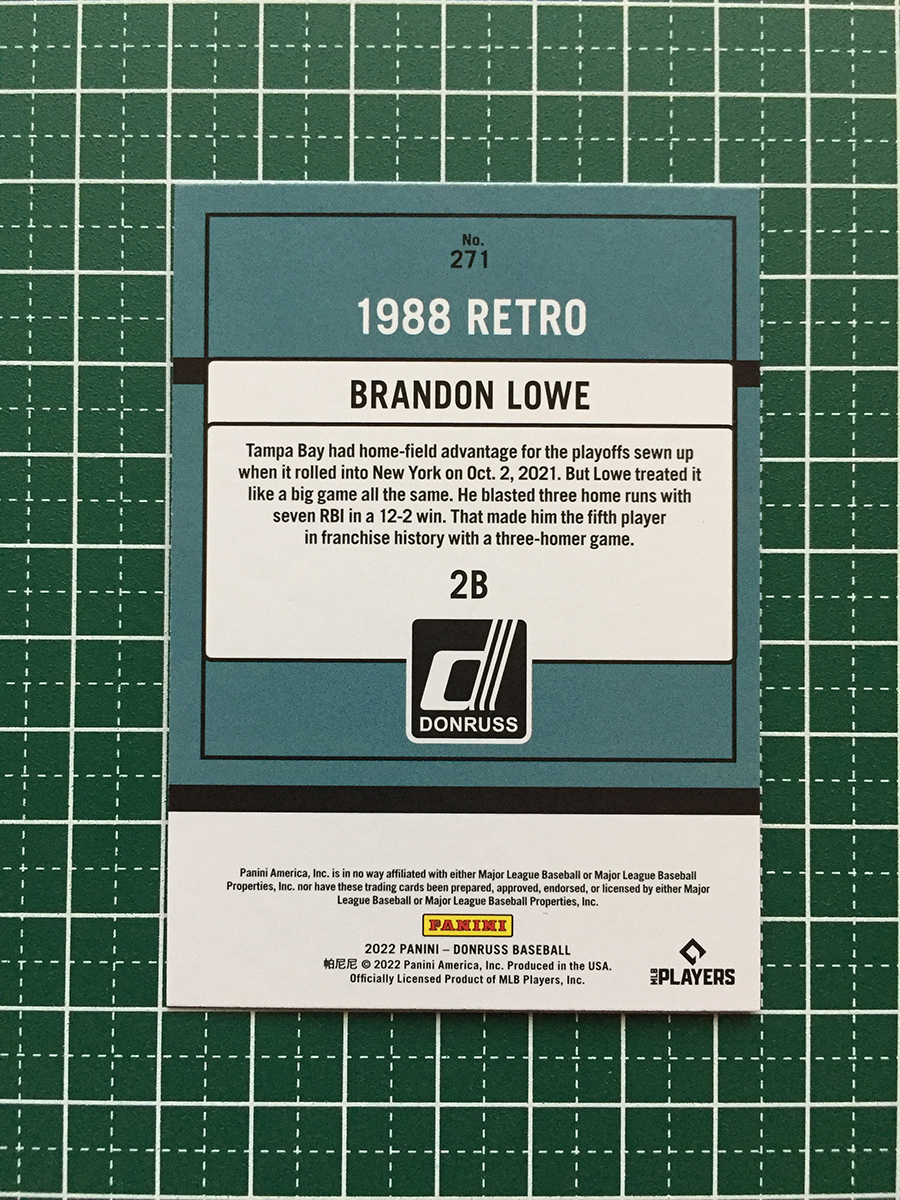 No.
271
1988 RETRO
BRANDON LOWE
Tampa Bay had home-field advantage for the playoffs sewn up
when it rolled into New York on Oct. 2, 2021. But Lowe treated it
like a big game all the same. He blasted three home runs with
seven RBI in a 12-2 win. That made him the fifth player
in franchise history with a three-homer game.
2B
d
DONRUSS
Panini America, Inc. is in no way affiliated with either Major League Baseball or Major League Baseball
Properties, Inc. nor have these trading cards been prepared, approved, endorsed, or licensed by either Major
League Baseball or Major League Baseball Properties, Inc.
PANINI
2022 PANINI – DONRUSS BASEBALL
帕尼尼 © 2022 Panini America, Inc. Produced in the USA.
Officially Licensed Product of MLB Players, Inc.
MLB PLAYERS